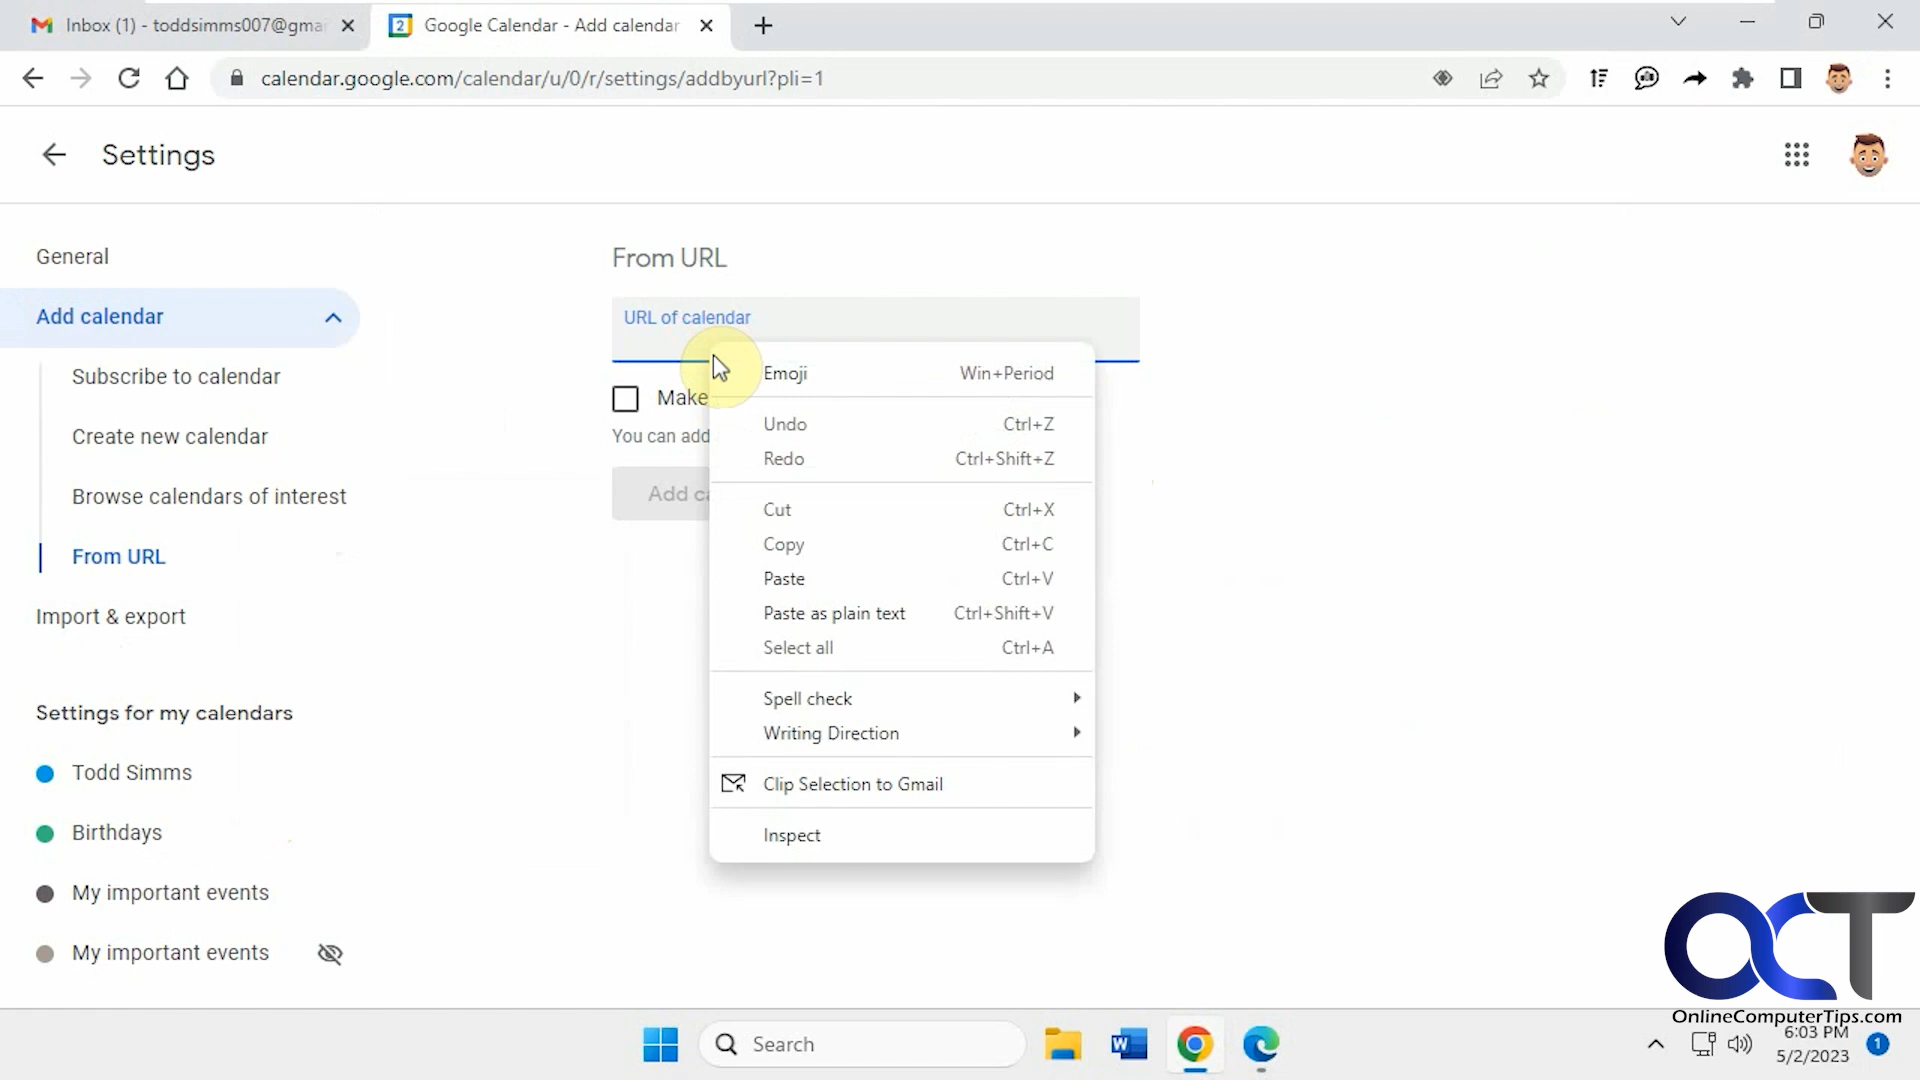 Inbox (1) - toddsimms007@gma
Google Calendar - Add calendar
calendar.google.com/calendar/u/0/r/settings/addbyurl?pli=1
Settings
General
Add calendar
Subscribe to calendar
Create new calendar
Browse calendars of interest
From URL
Import & export
Settings for my calendars
Todd Simms
Birthdays
My important events
My important events
From URL
URL of calendar
Make
You can add
Add ca
Emoji Win+Period
Undo Ctrl+Z
Redo Ctrl+Shift+Z
Cut Ctrl+X
Copy Ctrl+C
Paste Ctrl+V
Paste as plain text Ctrl+Shift+V
Select all Ctrl+A
Spell check
Writing Direction
Clip Selection to Gmail
Inspect
OCT
OnlineComputerTips.com
Search
6:03 PM
5/2/2023
1